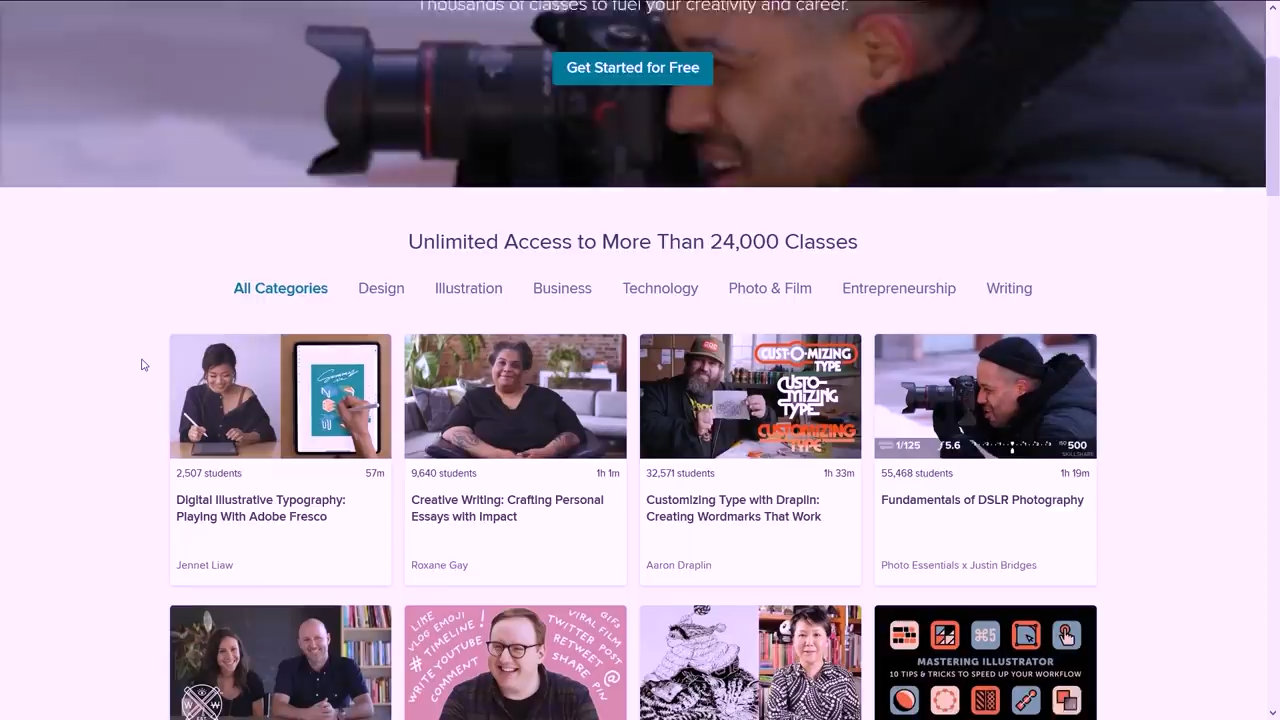 Thousands of classes to fuel your creativity and career.
Get Started for Free
Unlimited Access to More Than 24,000 Classes
All Categories Design Illustration Business Technology Photo & Film Entrepreneurship Writing
CUST-O-MIZING
TYPE
CUSTO-
MIZING
TYPE
CUSTOMIZING
TYPE
1/125 5.6 ISO 500
SKILLSHARE
2,507 students 57m
Digital Illustrative Typography:
Playing With Adobe Fresco
Jennet Liaw
9,640 students 1h 1m
Creative Writing: Crafting Personal
Essays with Impact
Roxane Gay
32,571 students 1h 33m
Customizing Type with Draplin:
Creating Wordmarks That Work
Aaron Draplin
55,468 students 1h 19m
Fundamentals of DSLR Photography
Photo Essentials x Justin Bridges
LIKE
VLOG EMOJI
# TIMELINE!
WRITE YOUTUBE
COMMENT
GIFS
VIRAL FILM
TWITTER POST
RETWEET @
SHARE PIN
⌘5
MASTERING ILLUSTRATOR
10 TIPS & TRICKS TO SPEED UP YOUR WORKFLOW